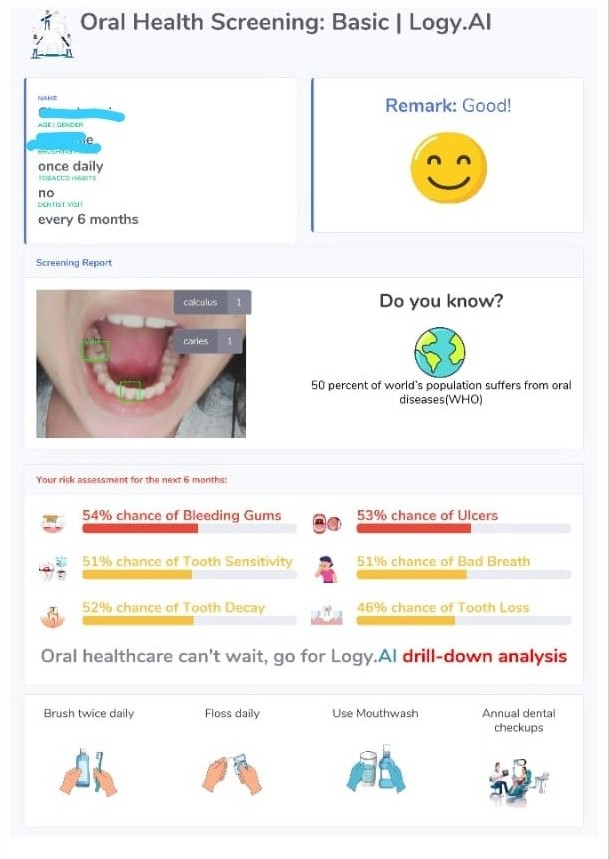 Oral Health Screening: Basic | Logy.AI
NAME
AGE | GENDER
once daily
TOBACCO HABITS
no
DENTIST VISIT
every 6 months
Remark: Good!
Screening Report
calculus 1
caries 1
Do you know?
50 percent of world's population suffers from oral
diseases(WHO)
Your risk assessment for the next 6 months:
54% chance of Bleeding Gums
53% chance of Ulcers
51% chance of Tooth Sensitivity
51% chance of Bad Breath
52% chance of Tooth Decay
46% chance of Tooth Loss
Oral healthcare can't wait, go for Logy.AI drill-down analysis
Brush twice daily
Floss daily
Use Mouthwash
Annual dental
checkups